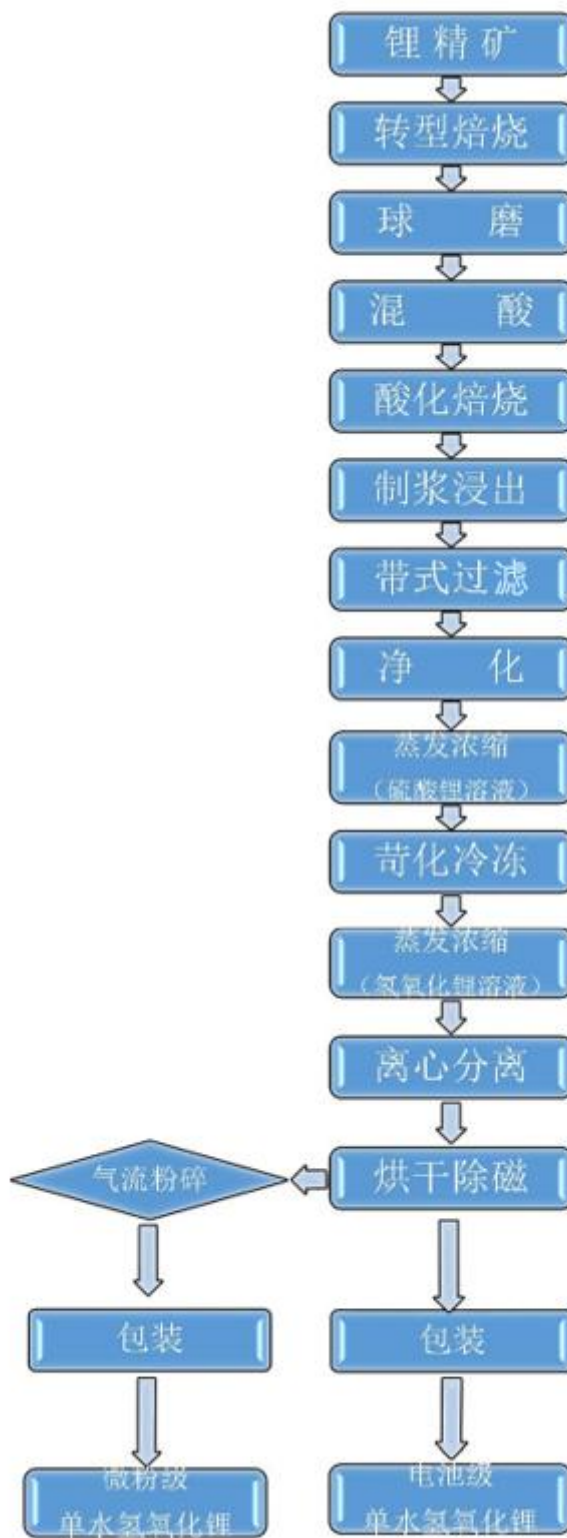 锂精矿
转型焙烧
球 磨
混 酸
酸化焙烧
制浆浸出
带式过滤
净 化
蒸发浓缩
（硫酸锂溶液）
苛化冷冻
蒸发浓缩
（氢氧化锂溶液）
离心分离
烘干除磁
气流粉碎
包装
包装
微粉级
单水氢氧化锂
电池级
单水氢氧化锂